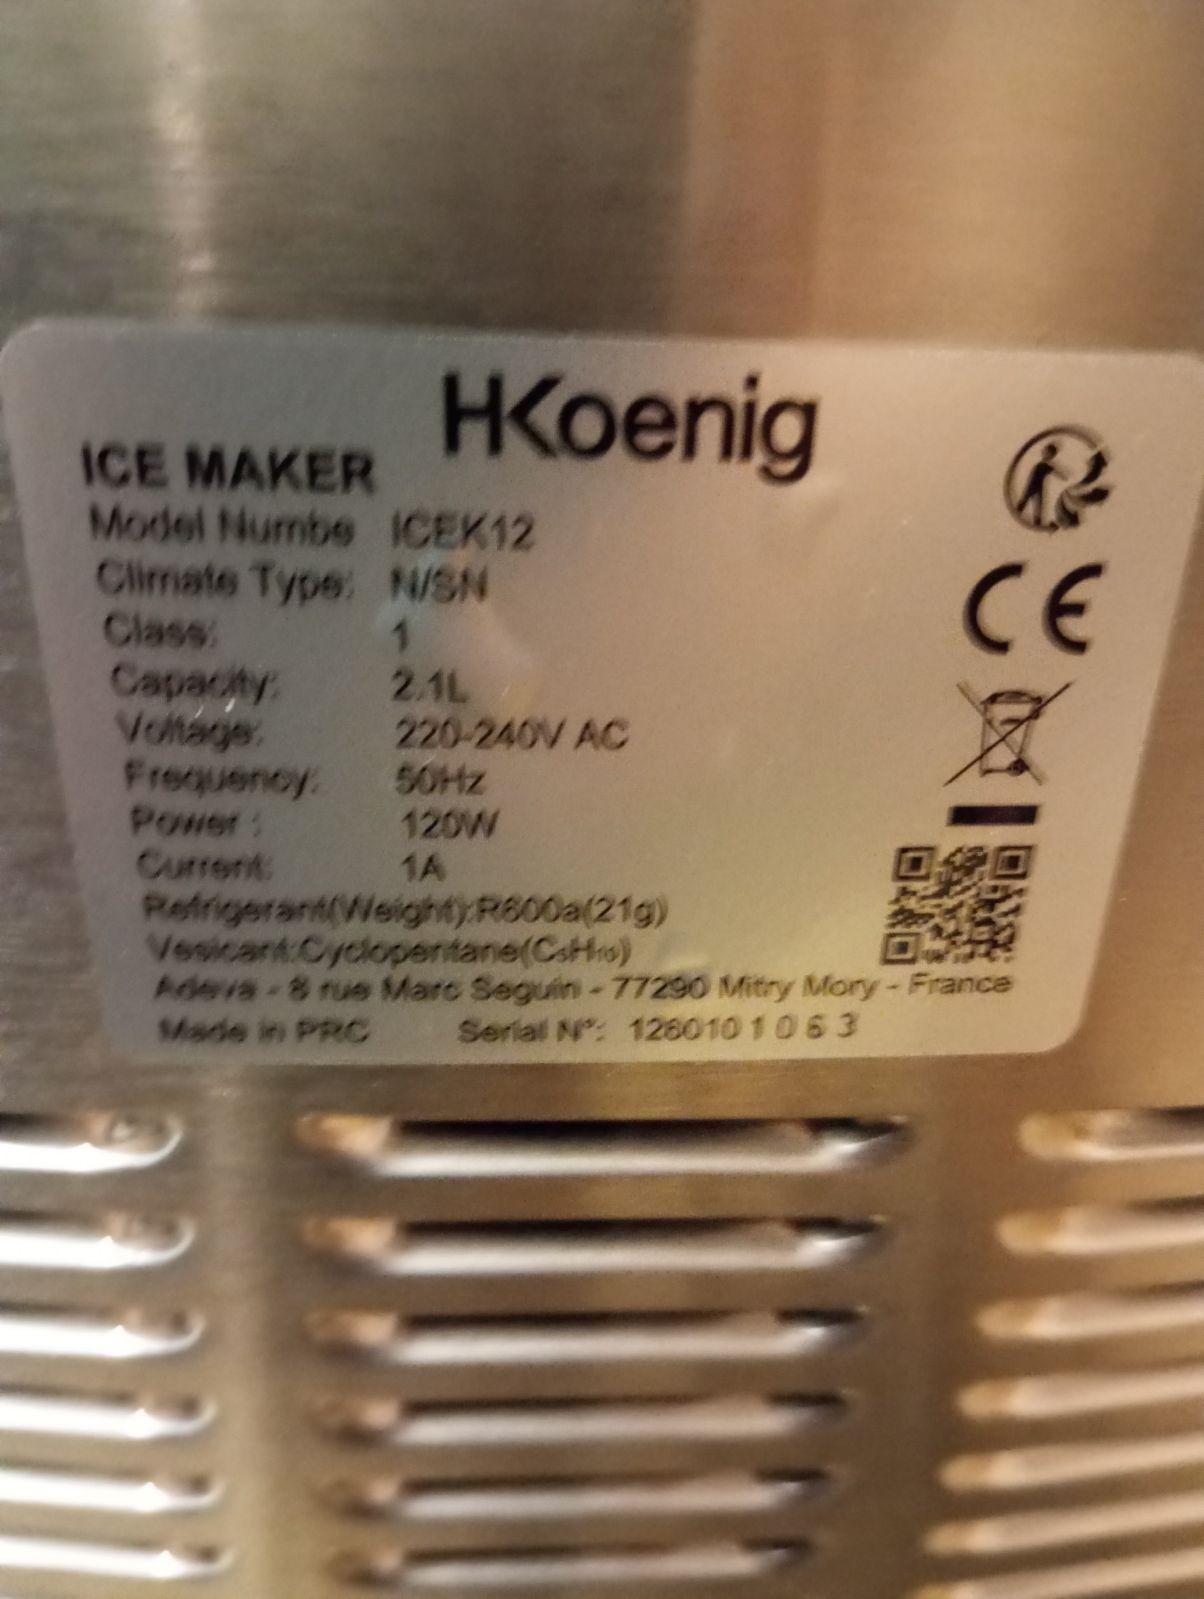 HKoenig
ICE MAKER
Model Numbe ICEK12
Climate Type: N/SN
Class: 1
Capacity: 2.1L
Voltage: 220-240V AC
Frequency: 50Hz
Power : 120W
Current: 1A
Refrigerant(Weight):R600a(21g)
Vesicant:Cyclopentane(C₅H₁₀)
Adeva - 8 rue Marc Seguin - 77290 Mitry Mory - France
Made in PRC Serial N°: 1260101063
CE